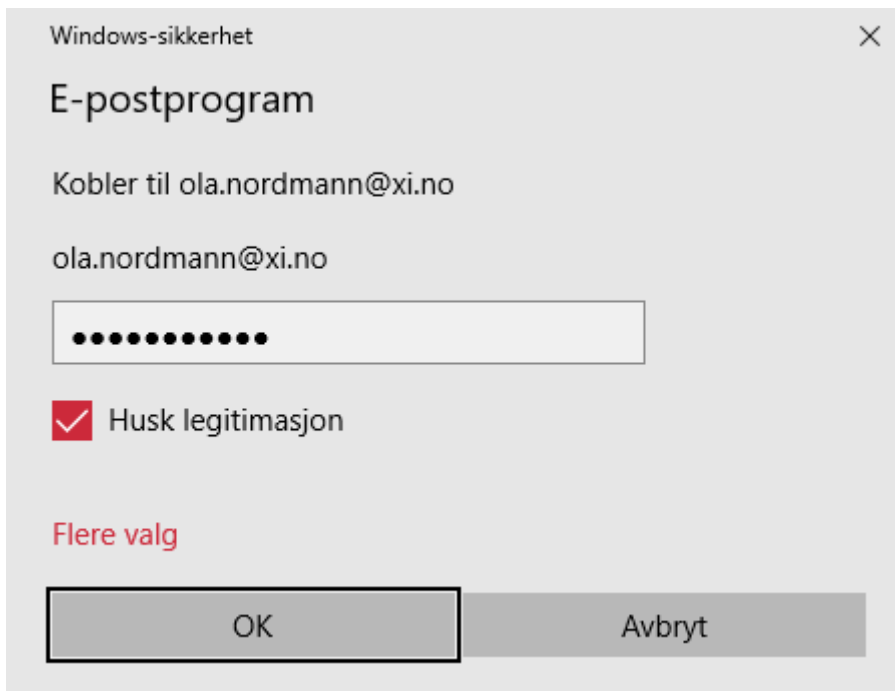 Windows-sikkerhet
E-postprogram
Kobler til ola.nordmann@xi.no
ola.nordmann@xi.no
•••••••••••
Husk legitimasjon
Flere valg
OK
Avbryt